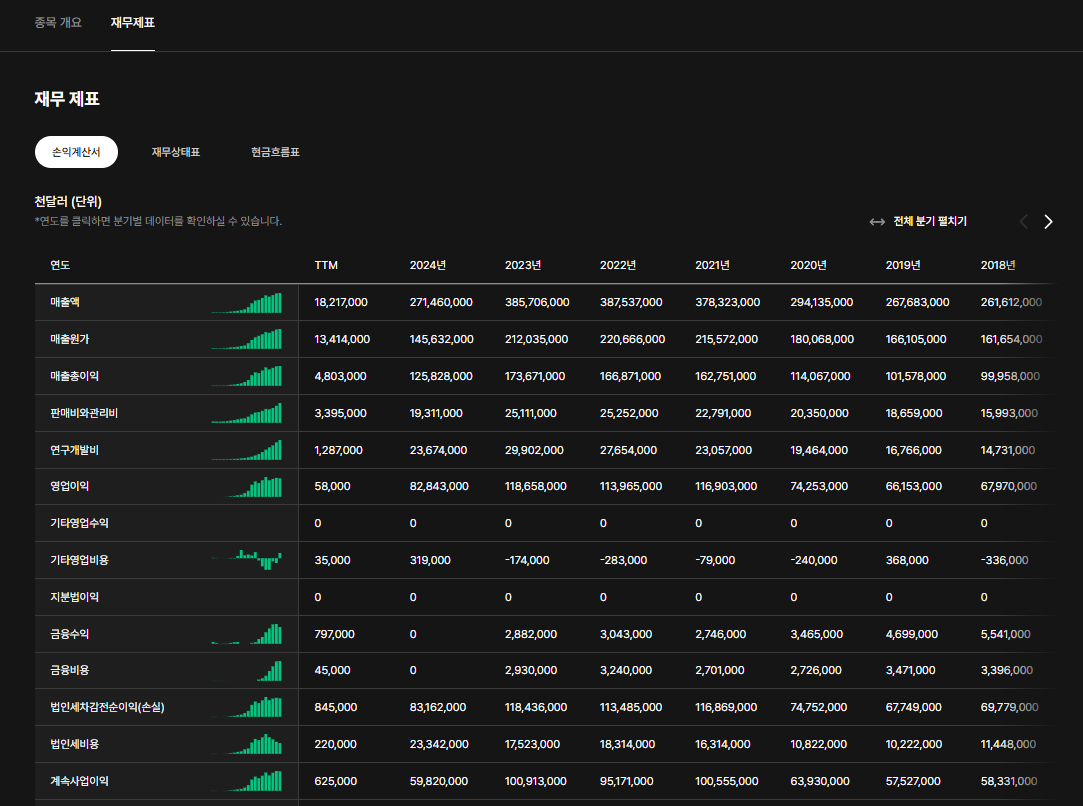 종목 개요 재무제표
재무 제표
손익계산서 재무상태표 현금흐름표
천달러 (단위)
*연도를 클릭하면 분기별 데이터를 확인하실 수 있습니다.
전체 분기 펼치기
연도 TTM 2024년 2023년 2022년 2021년 2020년 2019년 2018년
매출액 18,217,000 271,460,000 385,706,000 387,537,000 378,323,000 294,135,000 267,683,000 261,612,000
매출원가 13,414,000 145,632,000 212,035,000 220,666,000 215,572,000 180,068,000 166,105,000 161,654,000
매출총이익 4,803,000 125,828,000 173,671,000 166,871,000 162,751,000 114,067,000 101,578,000 99,958,000
판매비와관리비 3,395,000 19,311,000 25,111,000 25,252,000 22,791,000 20,350,000 18,659,000 15,993,000
연구개발비 1,287,000 23,674,000 29,902,000 27,654,000 23,057,000 19,464,000 16,766,000 14,731,000
영업이익 58,000 82,843,000 118,658,000 113,965,000 116,903,000 74,253,000 66,153,000 67,970,000
기타영업수익 0 0 0 0 0 0 0 0
기타영업비용 35,000 319,000 -174,000 -283,000 -79,000 -240,000 368,000 -336,000
지분법이익 0 0 0 0 0 0 0 0
금융수익 797,000 0 2,882,000 3,043,000 2,746,000 3,465,000 4,699,000 5,541,000
금융비용 45,000 0 2,930,000 3,240,000 2,701,000 2,726,000 3,471,000 3,396,000
법인세차감전순이익(손실) 845,000 83,162,000 118,436,000 113,485,000 116,869,000 74,752,000 67,749,000 69,779,000
법인세비용 220,000 23,342,000 17,523,000 18,314,000 16,314,000 10,822,000 10,222,000 11,448,000
계속사업이익 625,000 59,820,000 100,913,000 95,171,000 100,555,000 63,930,000 57,527,000 58,331,000